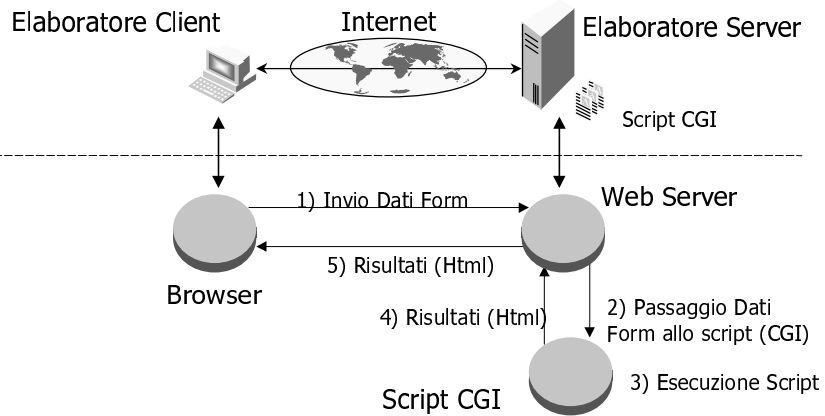 Elaboratore Client
Internet
Elaboratore Server
Script CGI
Web Server
1) Invio Dati Form
5) Risultati (Html)
Browser
4) Risultati (Html)
2) Passaggio Dati
Form allo script (CGI)
3) Esecuzione Script
Script CGI